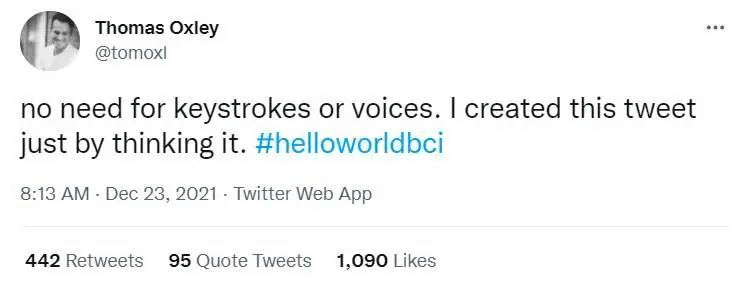 Thomas Oxley
@tomoxl
no need for keystrokes or voices. I created this tweet
just by thinking it. #helloworldbci
8:13 AM · Dec 23, 2021 · Twitter Web App
442 Retweets 95 Quote Tweets 1,090 Likes